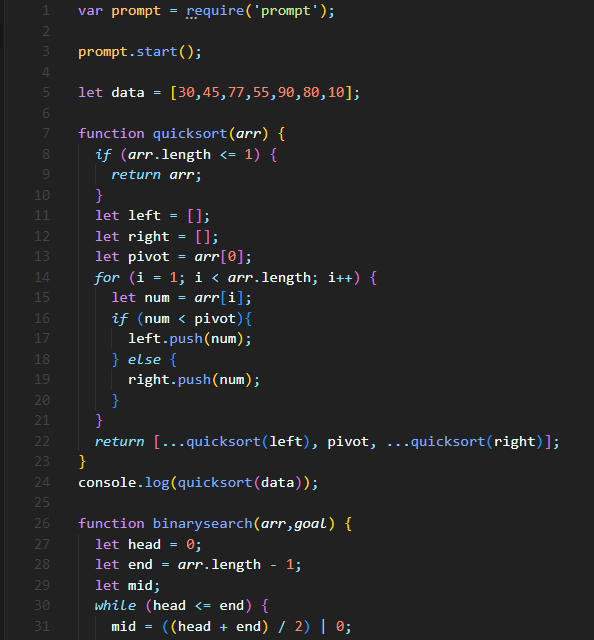 1 var prompt = require('prompt');
2
3 prompt.start();
4
5 let data = [30,45,77,55,90,80,10];
6
7 function quicksort(arr) {
8 if (arr.length <= 1) {
9 return arr;
10 }
11 let left = [];
12 let right = [];
13 let pivot = arr[0];
14 for (i = 1; i < arr.length; i++) {
15 let num = arr[i];
16 if (num < pivot){
17 left.push(num);
18 } else {
19 right.push(num);
20 }
21 }
22 return [...quicksort(left), pivot, ...quicksort(right)];
23 }
24 console.log(quicksort(data));
25
26 function binarysearch(arr,goal) {
27 let head = 0;
28 let end = arr.length - 1;
29 let mid;
30 while (head <= end) {
31 mid = ((head + end) / 2) | 0;